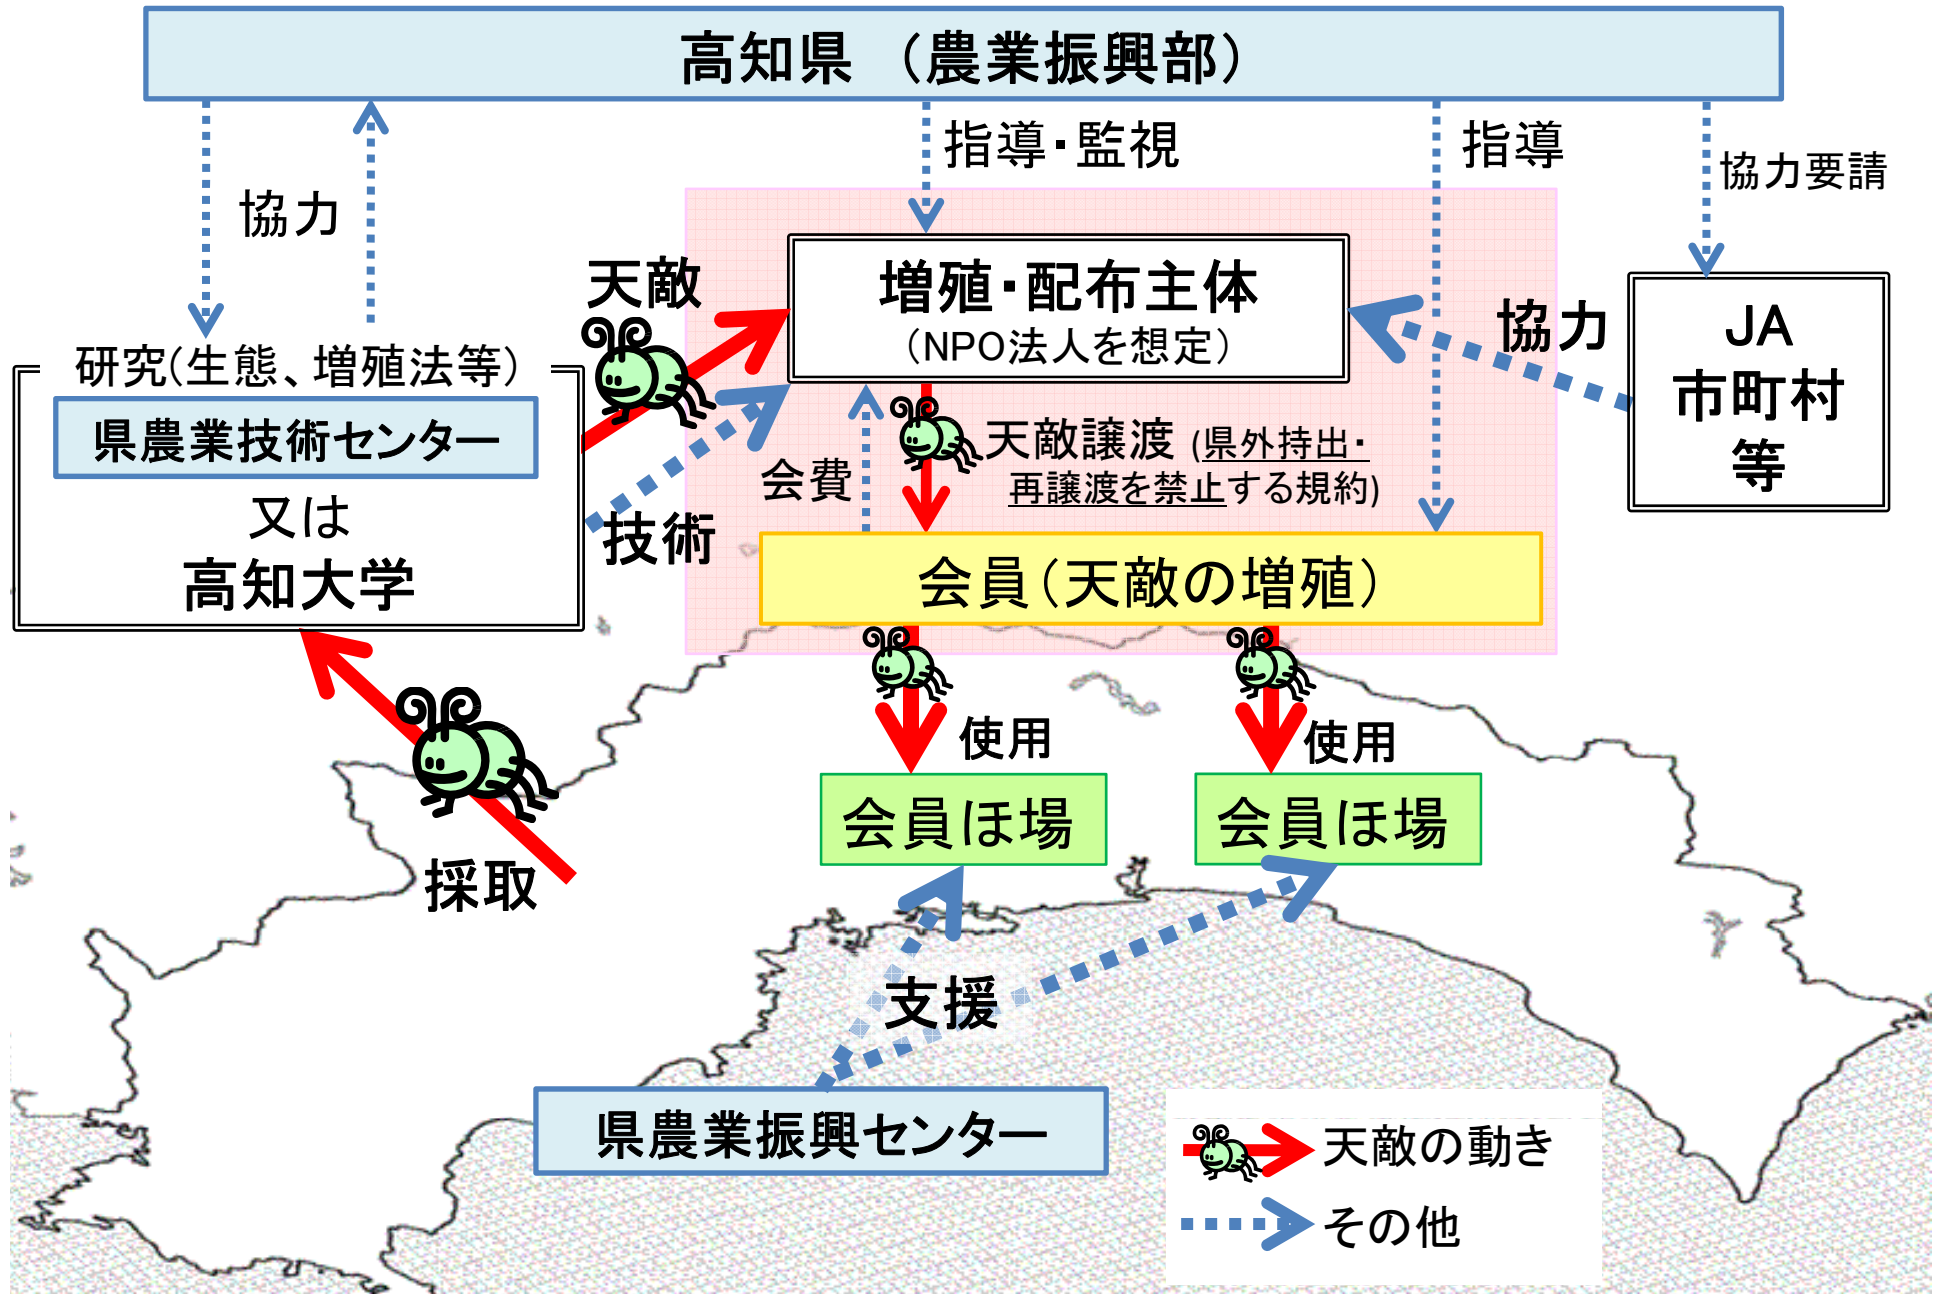 高知県 （農業振興部）
指導・監視
指導
協力要請
協力
天敵
増殖・配布主体
（NPO法人を想定）
協力
JA
市町村
等
研究(生態、増殖法等)
県農業技術センター
又は
高知大学
技術
会費
天敵譲渡 (県外持出・
再譲渡を禁止する規約)
会員（天敵の増殖）
使用
使用
会員ほ場
会員ほ場
採取
支援
県農業振興センター
天敵の動き
その他